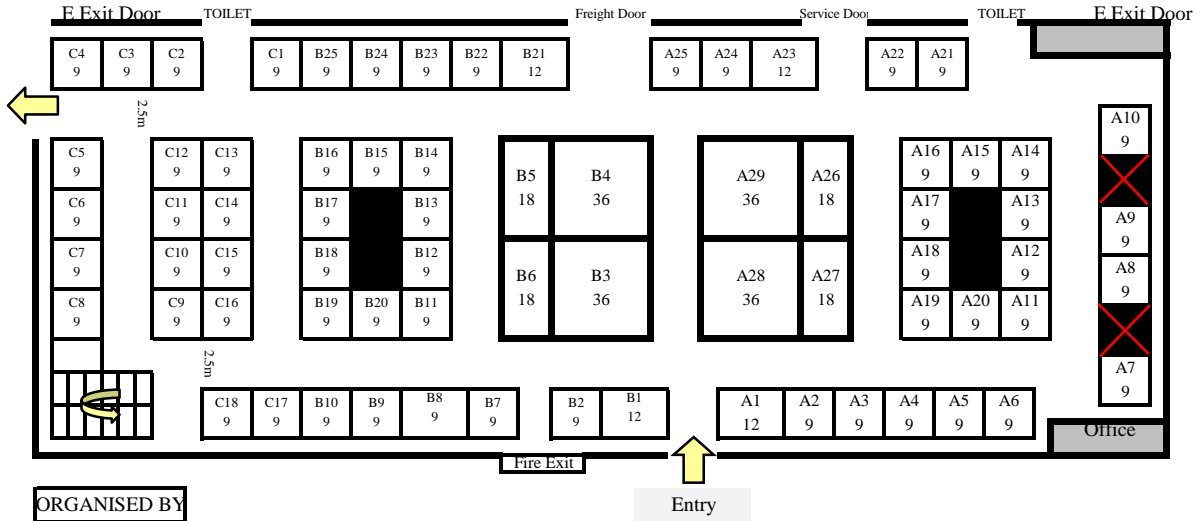 E Exit Door TOILET Freight Door Service Door TOILET E Exit Door
C4 C3 C2 C1 B25 B24 B23 B22 B21 A25 A24 A23 A22 A21
9 9 9 9 9 9 9 9 12 9 9 12 9 9
2.5m
A10
9
C5 C12 C13 B16 B15 B14 A16 A15 A14
9 9 9 9 9 9 9 9 9
B5 B4 A29 A26
18 36 36 18
C6 C11 C14 B17 B13 A17 A13
9 9 9 9 9 9 9
A9
9
C7 C10 C15 B18 B12 A18 A12
9 9 9 9 9 9 9
B6 B3 A28 A27
18 36 36 18
A8
9
C8 C9 C16 B19 B20 B11 A19 A20 A11
9 9 9 9 9 9 9 9 9
2.5m
A7
9
C18 C17 B10 B9 B8 B7 B2 B1 A1 A2 A3 A4 A5 A6
9 9 9 9 9 9 9 12 12 9 9 9 9 9
Office
Fire Exit
ORGANISED BY
Entry